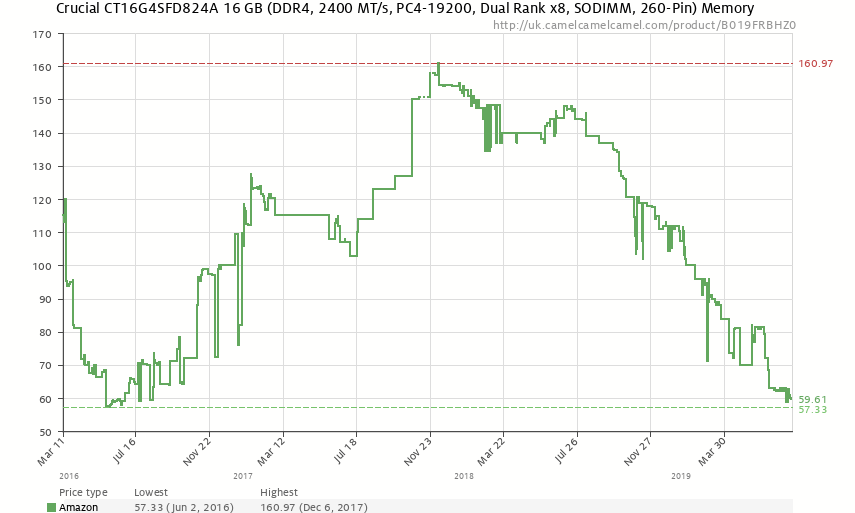 Crucial CT16G4SFD824A 16 GB (DDR4, 2400 MT/s, PC4-19200, Dual Rank x8, SODIMM, 260-Pin) Memory
http://uk.camelcamelcamel.com/product/B019FRBHZ0
170
160
160.97
150
140
130
120
110
100
90
80
70
60
59.61
57.33
50
Mar 11
Jul 16
Nov 22
Mar 12
Jul 18
Nov 23
Mar 22
Jul 26
Nov 27
Mar 30
2016
2017
2018
2019
Price type Lowest Highest
Amazon 57.33 (Jun 2, 2016) 160.97 (Dec 6, 2017)